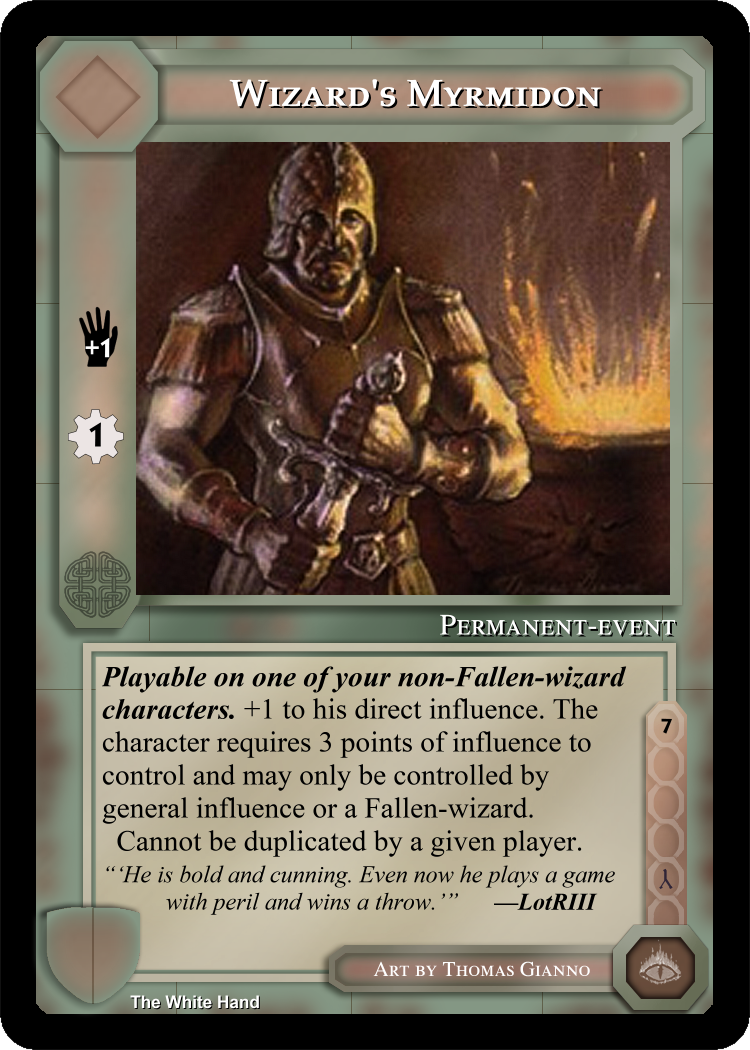 Wizard's Myrmidon
+1
1
Permanent-event
Playable on one of your non-Fallen-wizard
characters. +1 to his direct influence. The
character requires 3 points of influence to
control and may only be controlled by
general influence or a Fallen-wizard.
Cannot be duplicated by a given player.
“‘He is bold and cunning. Even now he plays a game
with peril and wins a throw.’” —LotRIII
7
Art by Thomas Gianno
The White Hand